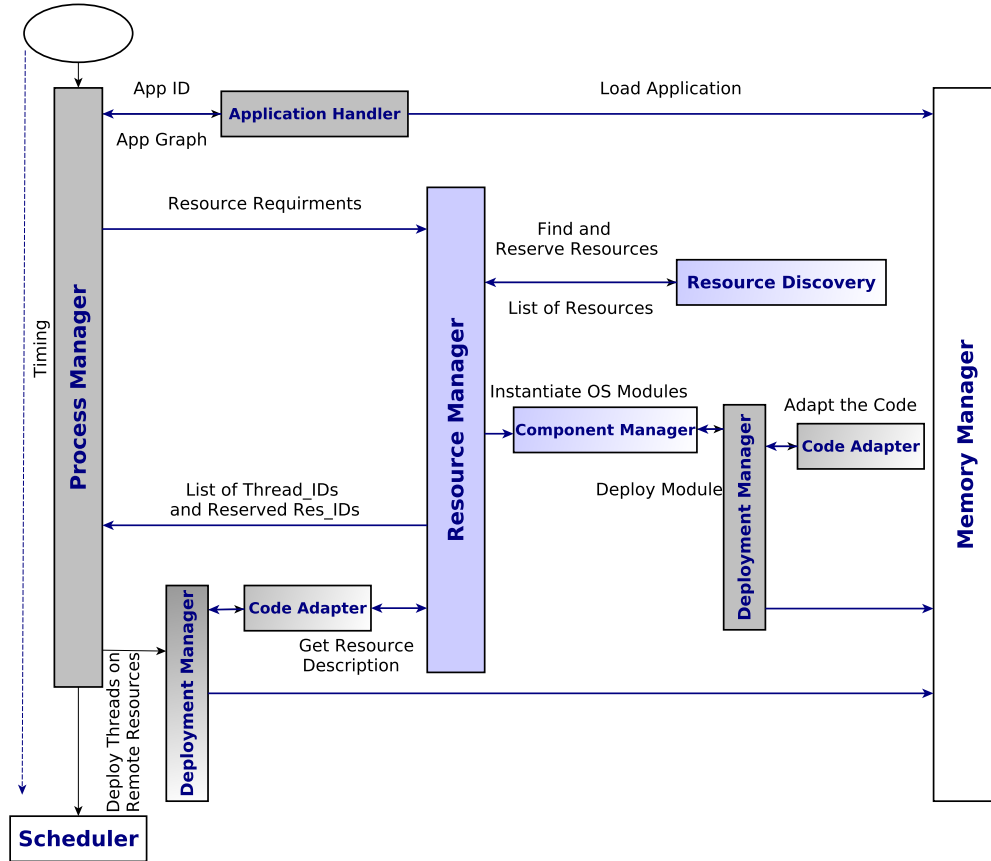 App ID
Load Application
Application Handler
App Graph
Resource Requirments
Find and
Reserve Resources
Resource Discovery
List of Resources
Timing
Process Manager
Resource Manager
Memory Manager
Instantiate OS Modules
Component Manager
Adapt the Code
Code Adapter
Deployment Manager
Deploy Module
List of Thread_IDs
and Reserved Res_IDs
Deployment Manager
Code Adapter
Get Resource
Description
Deploy Threads on
Remote Resources
Scheduler